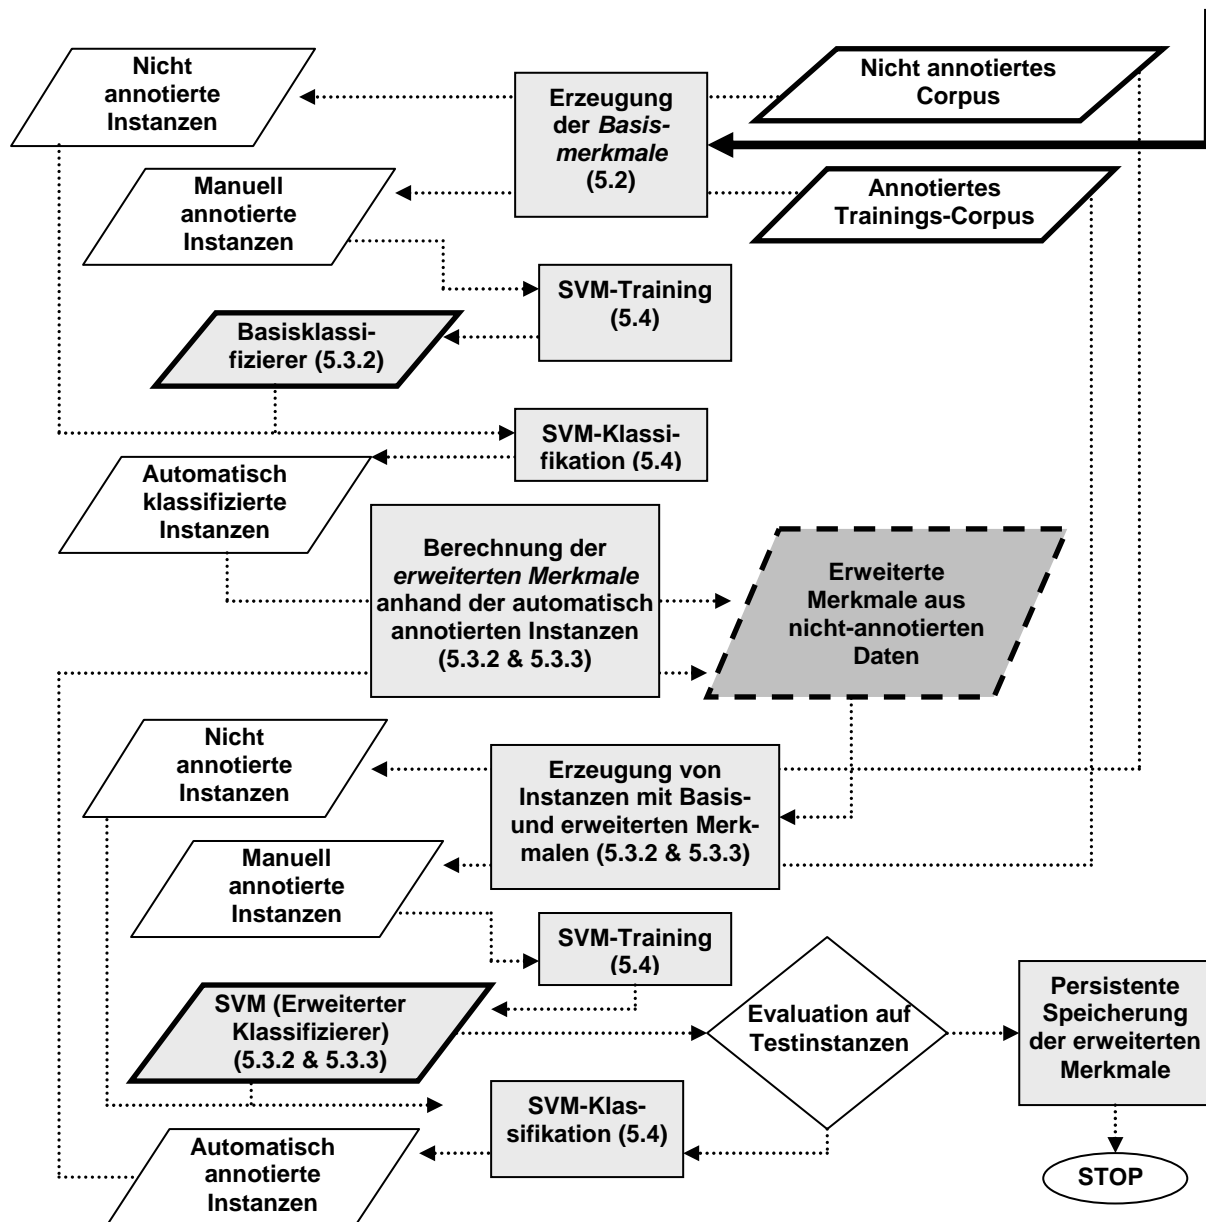 Nicht
annotierte
Instanzen
Erzeugung
der Basis-
merkmale
(5.2)
Nicht annotiertes
Corpus
Manuell
annotierte
Instanzen
Annotiertes
Trainings-Corpus
SVM-Training
(5.4)
Basisklassi-
fizierer (5.3.2)
SVM-Klassi-
fikation (5.4)
Automatisch
klassifizierte
Instanzen
Berechnung der
erweiterten Merkmale
anhand der automatisch
annotierten Instanzen
(5.3.2 & 5.3.3)
Erweiterte
Merkmale aus
nicht-annotierten
Daten
Nicht
annotierte
Instanzen
Erzeugung von
Instanzen mit Basis-
und erweiterten Merk-
malen (5.3.2 & 5.3.3)
Manuell
annotierte
Instanzen
SVM-Training
(5.4)
SVM (Erweiterter
Klassifizierer)
(5.3.2 & 5.3.3)
Evaluation auf
Testinstanzen
Persistente
Speicherung
der erweiterten
Merkmale
SVM-Klas-
sifikation (5.4)
Automatisch
annotierte
Instanzen
STOP